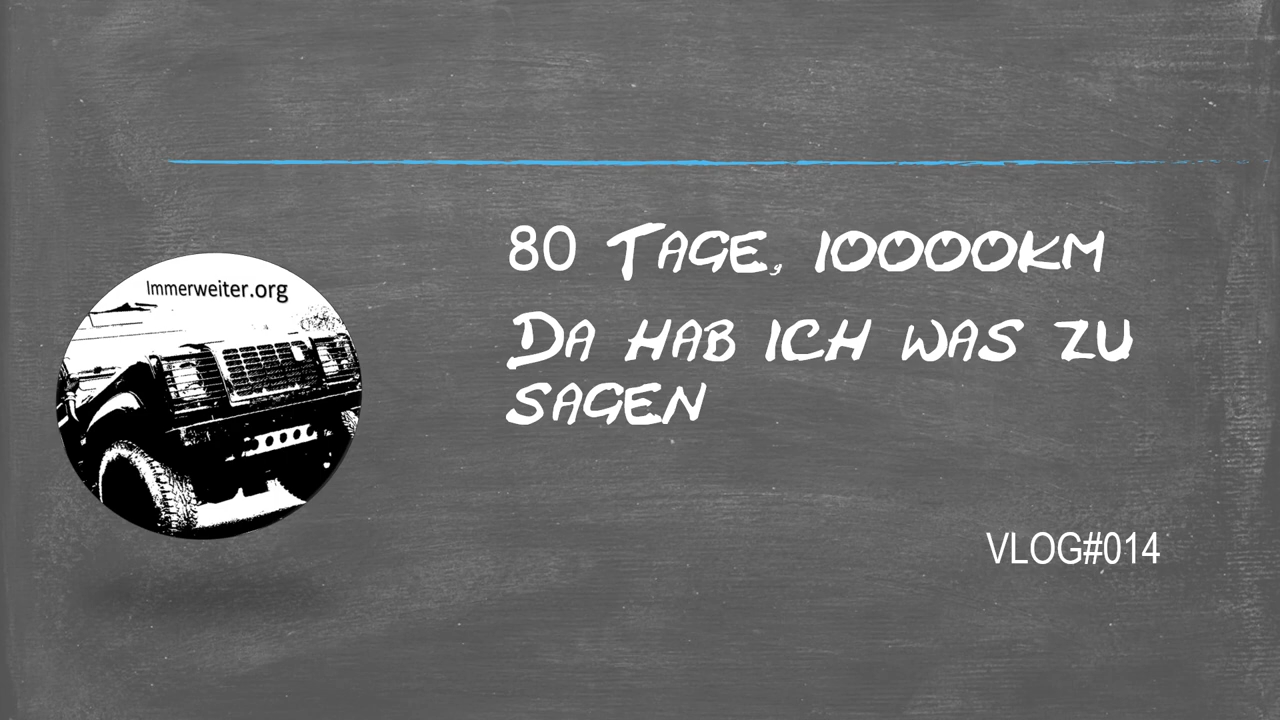 Immerweiter.org
80 Tage, 10000km
Da hab ich was zu
sagen
VLOG#014